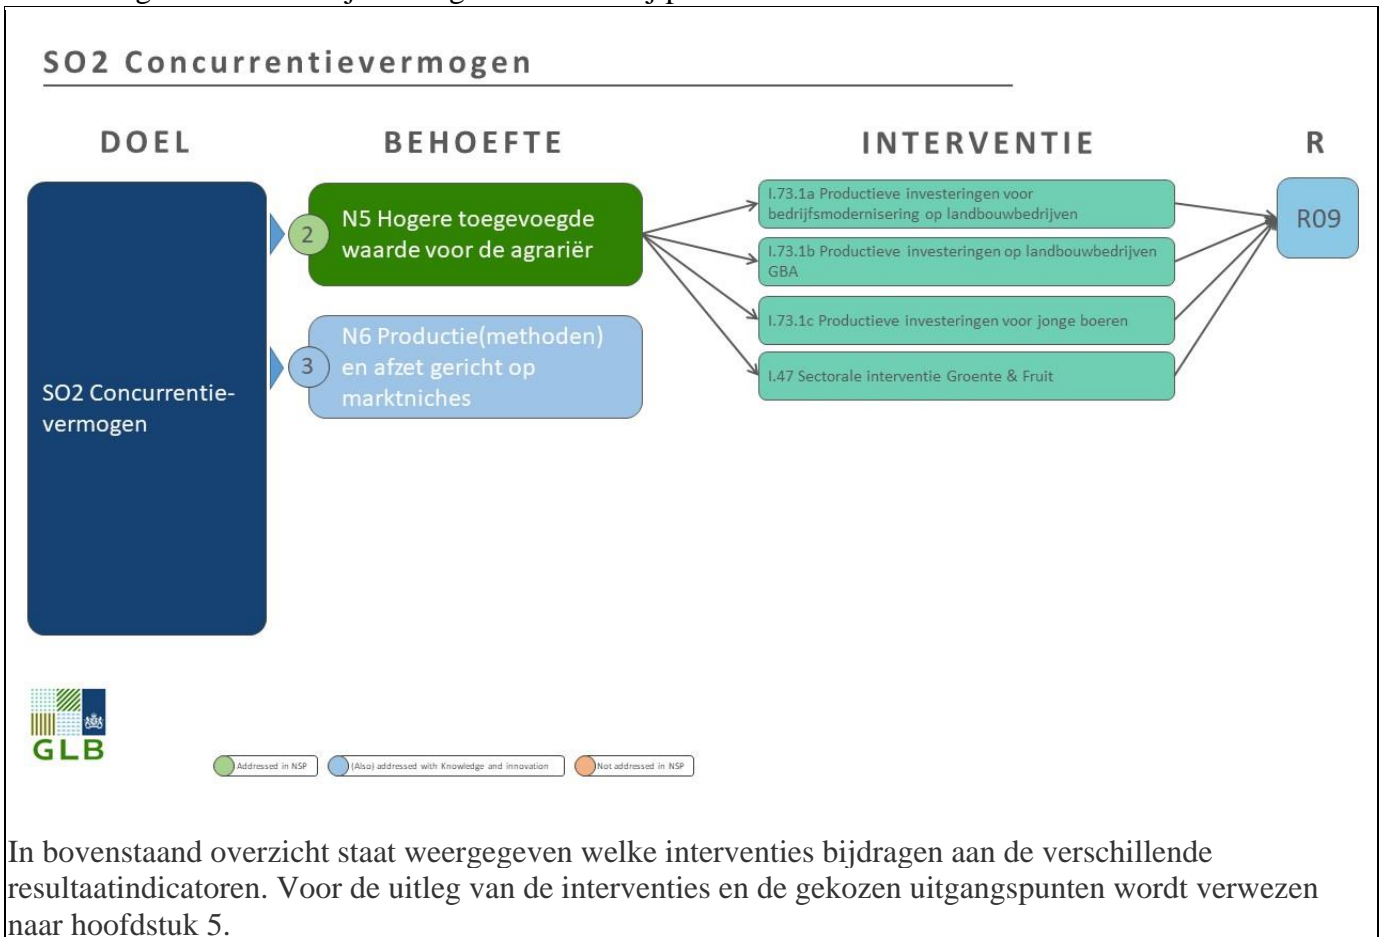 SO2 Concurrentievermogen
DOEL
BEHOEFTE
INTERVENTIE
R
SO2 Concurrentie-
vermogen
2
N5 Hogere toegevoegde
waarde voor de agrariër
3
N6 Productie(methoden)
en afzet gericht op
marktniches
I.73.1a Productieve investeringen voor
bedrijfsmodernisering op landbouwbedrijven
I.73.1b Productieve investeringen op landbouwbedrijven
GBA
I.73.1c Productieve investeringen voor jonge boeren
I.47 Sectorale interventie Groente & Fruit
R09
GLB
Addressed in NSP
(Also) addressed with Knowledge and innovation
Not addressed in NSP
In bovenstaand overzicht staat weergegeven welke interventies bijdragen aan de verschillende
resultaatindicatoren. Voor de uitleg van de interventies en de gekozen uitgangspunten wordt verwezen
naar hoofdstuk 5.